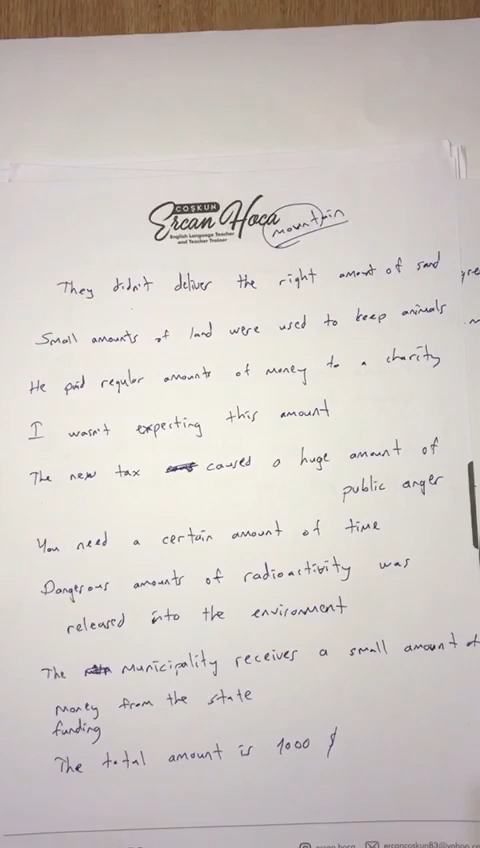 COŞKUN
Ercan Hoca
English Language Teacher
and Teacher Trainer
mountain
They didn't deliver the right amount of sand
Small amounts of land were used to keep animals
He paid regular amounts of money to a charity
I wasn't expecting this amount
The new tax caused a huge amount of
public anger
You need a certain amount of time
Dangerous amounts of radioactivity was
released into the environment
The municipality receives a small amount of
money from the state
funding
The total amount is 1000 $